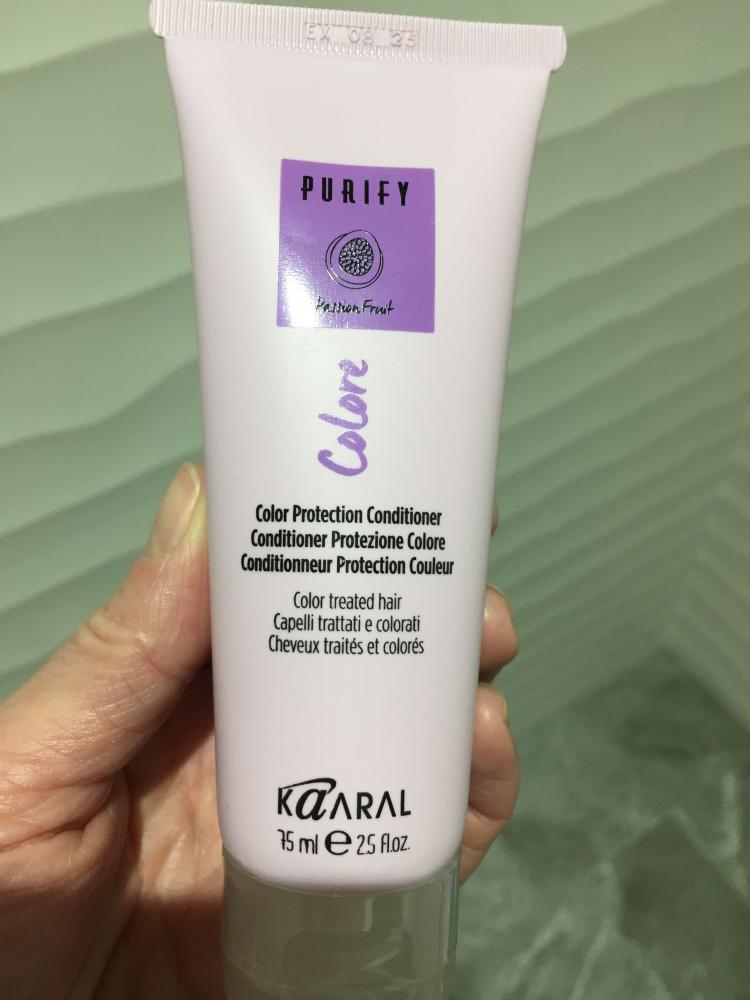 EX 08 25
PURIFY
Passion Fruit
Colore
Color Protection Conditioner
Conditioner Protezione Colore
Conditionneur Protection Couleur
Color treated hair
Capelli trattati e colorati
Cheveux traités et colorés
KAARAL
75 ml e 2.5 fl.oz.